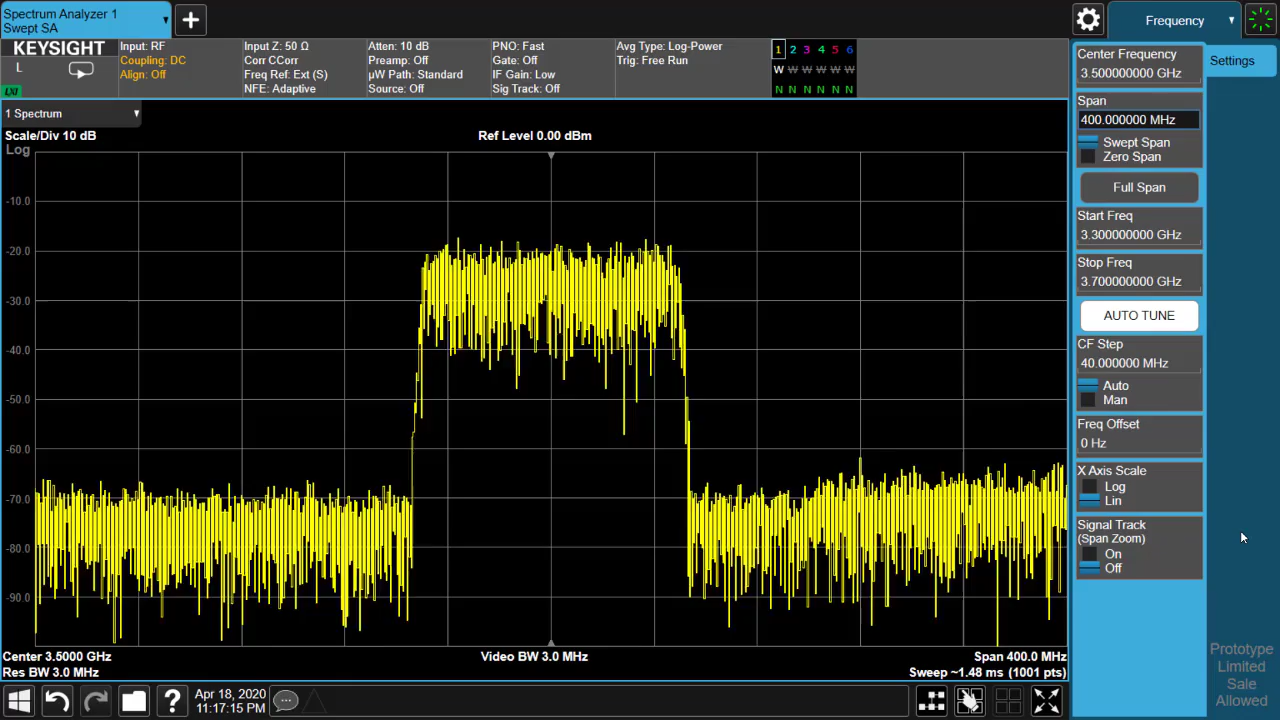 Spectrum Analyzer 1
Swept SA
Frequency
KEYSIGHT
L
LXI
Input: RF
Coupling: DC
Align: Off
Input Z: 50 Ω
Corr CCorr
Freq Ref: Ext (S)
NFE: Adaptive
Atten: 10 dB
Preamp: Off
µW Path: Standard
Source: Off
PNO: Fast
Gate: Off
IF Gain: Low
Sig Track: Off
Avg Type: Log-Power
Trig: Free Run
1 2 3 4 5 6
W W W W W W
N N N N N N
1 Spectrum
Scale/Div 10 dB
Ref Level 0.00 dBm
Log
-10.0
-20.0
-30.0
-40.0
-50.0
-60.0
-70.0
-80.0
-90.0
Center 3.5000 GHz
Video BW 3.0 MHz
Span 400.0 MHz
Res BW 3.0 MHz
Sweep ~1.48 ms (1001 pts)
Center Frequency
3.500000000 GHz
Span
400.000000 MHz
Swept Span
Zero Span
Full Span
Start Freq
3.300000000 GHz
Stop Freq
3.700000000 GHz
AUTO TUNE
CF Step
40.000000 MHz
Auto
Man
Freq Offset
0 Hz
X Axis Scale
Log
Lin
Signal Track
(Span Zoom)
On
Off
Settings
Prototype
Limited
Sale
Allowed
Apr 18, 2020
11:17:15 PM